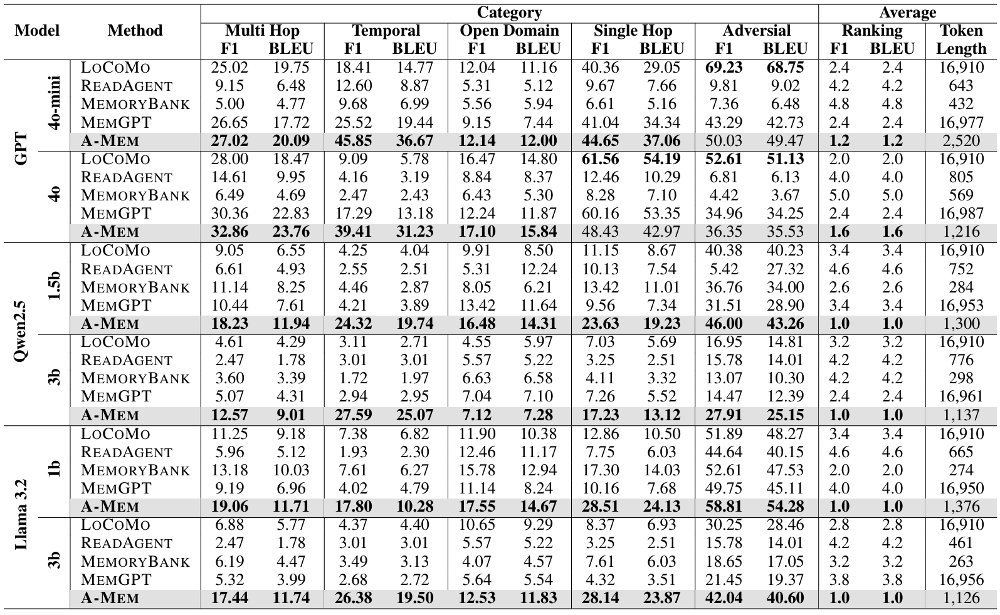 Category Average
Model Method Multi Hop Temporal Open Domain Single Hop Adversial Ranking Token
F1 BLEU F1 BLEU F1 BLEU F1 BLEU F1 BLEU F1 BLEU Length
GPT
4o-mini
LOCOMO 25.02 19.75 18.41 14.77 12.04 11.16 40.36 29.05 69.23 68.75 2.4 2.4 16,910
READAGENT 9.15 6.48 12.60 8.87 5.31 5.12 9.67 7.66 9.81 9.02 4.2 4.2 643
MEMORYBANK 5.00 4.77 9.68 6.99 5.56 5.94 6.61 5.16 7.36 6.48 4.8 4.8 432
MEMGPT 26.65 17.72 25.52 19.44 9.15 7.44 41.04 34.34 43.29 42.73 2.4 2.4 16,977
A-MEM 27.02 20.09 45.85 36.67 12.14 12.00 44.65 37.06 50.03 49.47 1.2 1.2 2,520
4o
LOCOMO 28.00 18.47 9.09 5.78 16.47 14.80 61.56 54.19 52.61 51.13 2.0 2.0 16,910
READAGENT 14.61 9.95 4.16 3.19 8.84 8.37 12.46 10.29 6.81 6.13 4.0 4.0 805
MEMORYBANK 6.49 4.69 2.47 2.43 6.43 5.30 8.28 7.10 4.42 3.67 5.0 5.0 569
MEMGPT 30.36 22.83 17.29 13.18 12.24 11.87 60.16 53.35 34.96 34.25 2.4 2.4 16,987
A-MEM 32.86 23.76 39.41 31.23 17.10 15.84 48.43 42.97 36.35 35.53 1.6 1.6 1,216
Qwen2.5
1.5b
LOCOMO 9.05 6.55 4.25 4.04 9.91 8.50 11.15 8.67 40.38 40.23 3.4 3.4 16,910
READAGENT 6.61 4.93 2.55 2.51 5.31 12.24 10.13 7.54 5.42 27.32 4.6 4.6 752
MEMORYBANK 11.14 8.25 4.46 2.87 8.05 6.21 13.42 11.01 36.76 34.00 2.6 2.6 284
MEMGPT 10.44 7.61 4.21 3.89 13.42 11.64 9.56 7.34 31.51 28.90 3.4 3.4 16,953
A-MEM 18.23 11.94 24.32 19.74 16.48 14.31 23.63 19.23 46.00 43.26 1.0 1.0 1,300
3b
LOCOMO 4.61 4.29 3.11 2.71 4.55 5.97 7.03 5.69 16.95 14.81 3.2 3.2 16,910
READAGENT 2.47 1.78 3.01 3.01 5.57 5.22 3.25 2.51 15.78 14.01 4.2 4.2 776
MEMORYBANK 3.60 3.39 1.72 1.97 6.63 6.58 4.11 3.32 13.07 10.30 4.2 4.2 298
MEMGPT 5.07 4.31 2.94 2.95 7.04 7.10 7.26 5.52 14.47 12.39 2.4 2.4 16,961
A-MEM 12.57 9.01 27.59 25.07 7.12 7.28 17.23 13.12 27.91 25.15 1.0 1.0 1,137
Llama 3.2
1b
LOCOMO 11.25 9.18 7.38 6.82 11.90 10.38 12.86 10.50 51.89 48.27 3.4 3.4 16,910
READAGENT 5.96 5.12 1.93 2.30 12.46 11.17 7.75 6.03 44.64 40.15 4.6 4.6 665
MEMORYBANK 13.18 10.03 7.61 6.27 15.78 12.94 17.30 14.03 52.61 47.53 2.0 2.0 274
MEMGPT 9.19 6.96 4.02 4.79 11.14 8.24 10.16 7.68 49.75 45.11 4.0 4.0 16,950
A-MEM 19.06 11.71 17.80 10.28 17.55 14.67 28.51 24.13 58.81 54.28 1.0 1.0 1,376
3b
LOCOMO 6.88 5.77 4.37 4.40 10.65 9.29 8.37 6.93 30.25 28.46 2.8 2.8 16,910
READAGENT 2.47 1.78 3.01 3.01 5.57 5.22 3.25 2.51 15.78 14.01 4.2 4.2 461
MEMORYBANK 6.19 4.47 3.49 3.13 4.07 4.57 7.61 6.03 18.65 17.05 3.2 3.2 263
MEMGPT 5.32 3.99 2.68 2.72 5.64 5.54 4.32 3.51 21.45 19.37 3.8 3.8 16,956
A-MEM 17.44 11.74 26.38 19.50 12.53 11.83 28.14 23.87 42.04 40.60 1.0 1.0 1,126